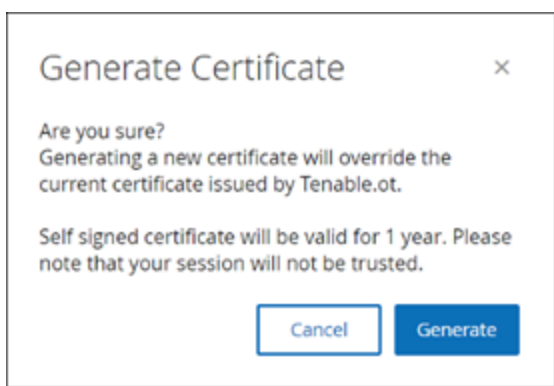 Generate Certificate ×
Are you sure?
Generating a new certificate will override the
current certificate issued by Tenable.ot.
Self signed certificate will be valid for 1 year. Please
note that your session will not be trusted.
Cancel Generate